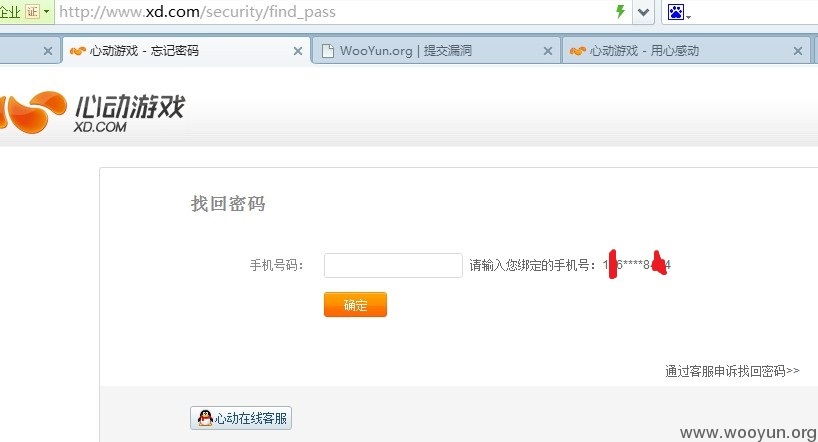 企业 证 http://www.xd.com/security/find_pass
心动游戏 - 忘记密码 WooYun.org | 提交漏洞 心动游戏 - 用心感动
心动游戏
XD.COM
找回密码
手机号码： 请输入您绑定的手机号：1 6****8 4
确定
通过客服申诉找回密码>>
心动在线客服
www.wooyun.org